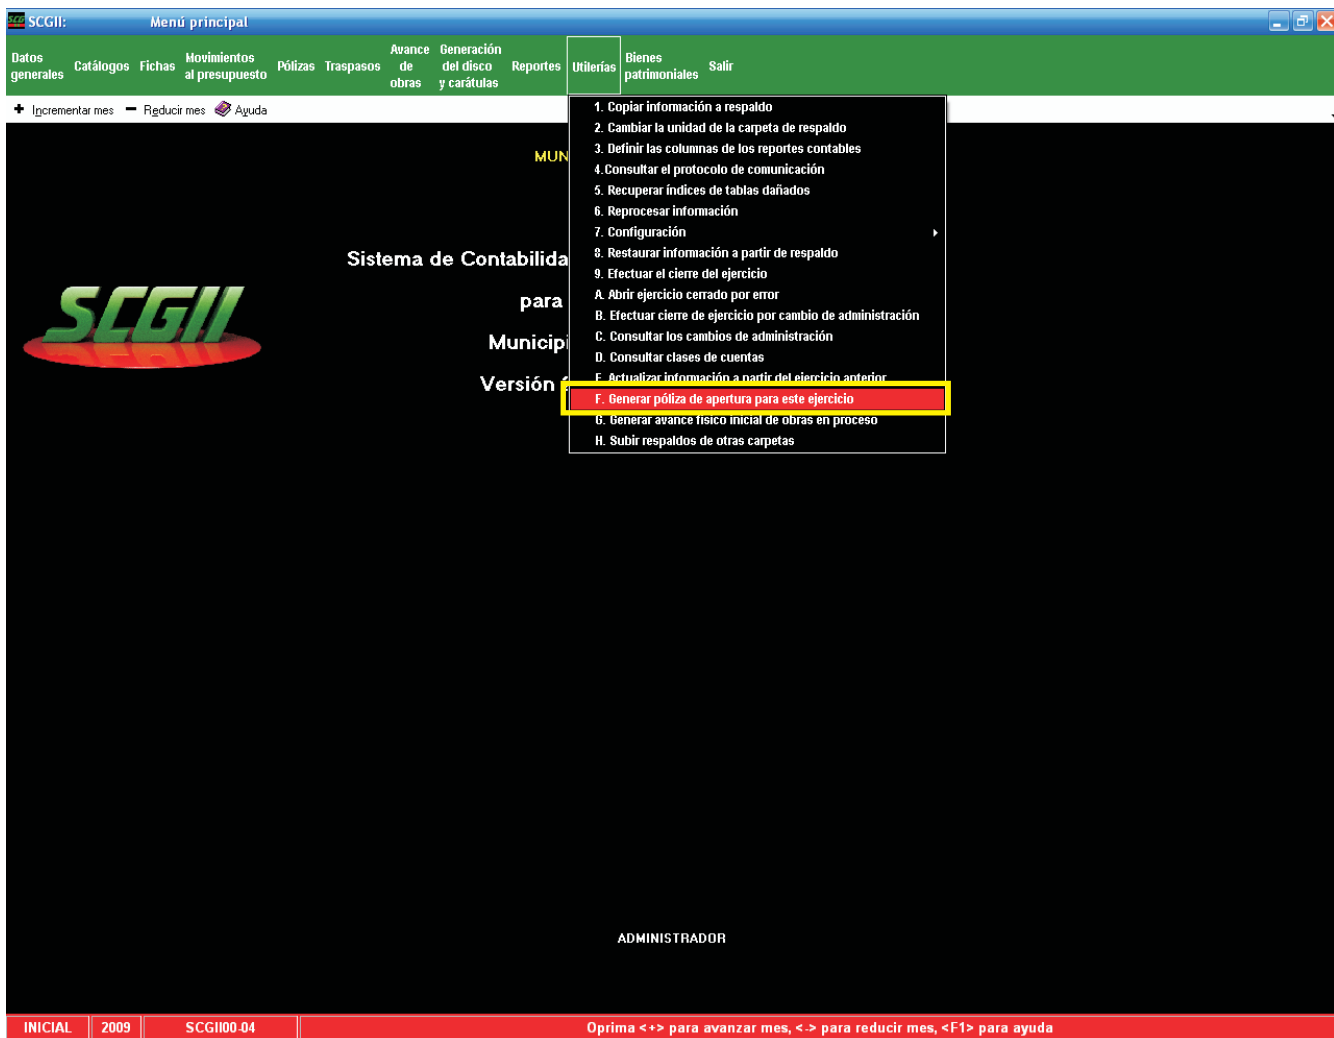 SCGII: Menú principal
Datos generales Catálogos Fichas Movimientos al presupuesto Pólizas Traspasos Avance de obras Generación del disco y carátulas Reportes Utilerías Bienes patrimoniales Salir
Incrementar mes Reducir mes Ayuda
1. Copiar información a respaldo
2. Cambiar la unidad de la carpeta de respaldo
3. Definir las columnas de los reportes contables
4.Consultar el protocolo de comunicación
5. Recuperar índices de tablas dañados
6. Reprocesar información
7. Configuración
8. Restaurar información a partir de respaldo
9. Efectuar el cierre del ejercicio
A. Abrir ejercicio cerrado por error
B. Efectuar cierre de ejercicio por cambio de administración
C. Consultar los cambios de administración
D. Consultar clases de cuentas
E. Actualizar información a partir del ejercicio anterior
F. Generar póliza de apertura para este ejercicio
G. Generar avance físico inicial de obras en proceso
H. Subir respaldos de otras carpetas
MUN
Sistema de Contabilida
para
Municipi
Versión
SCGII
ADMINISTRADOR
INICIAL 2009 SCGII00-04 Oprima <+> para avanzar mes, <-> para reducir mes, <F1> para ayuda